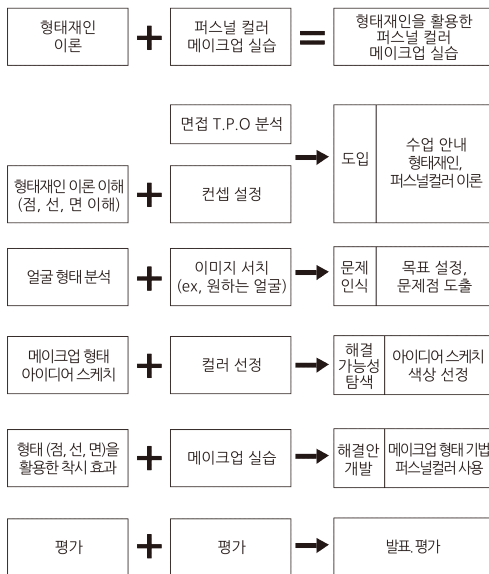 형태재인
이론
+
퍼스널 컬러
메이크업 실습
=
형태재인을 활용한
퍼스널 컬러
메이크업 실습
면접 T.P.O 분석
형태재인 이론 이해
(점, 선, 면 이해)
+
컨셉 설정
도입
수업 안내
형태재인,
퍼스널컬러 이론
얼굴 형태 분석
+
이미지 서치
(ex, 원하는 얼굴)
문제
인식
목표 설정,
문제점 도출
메이크업 형태
아이디어 스케치
+
컬러 선정
해결
가능성
탐색
아이디어 스케치
색상 선정
형태 (점, 선, 면)을
활용한 착시 효과
+
메이크업 실습
해결안
개발
메이크업 형태 기법
퍼스널컬러 사용
평가
+
평가
발표. 평가